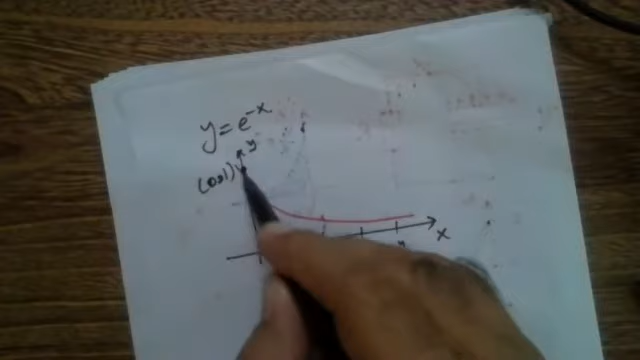 y = e^{-x}
y
(0,1)
x